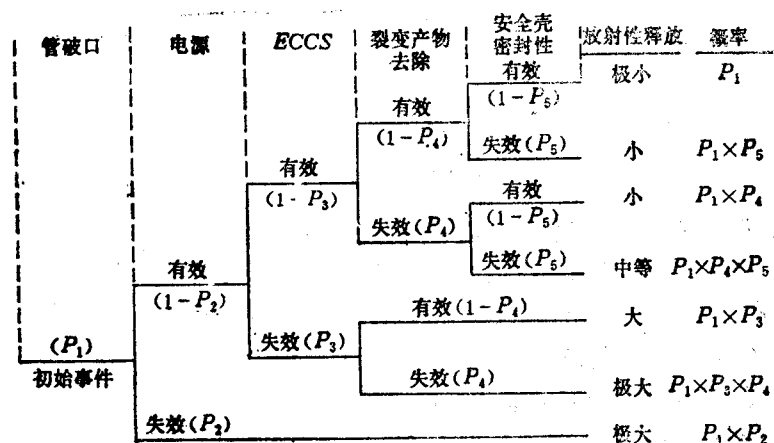 管破口 电源 ECCS 裂变产物去除 安全壳密封性 放射性释放 概率
有效 极小 P₁
有效 (1-P₅)
(1-P₄) 失效(P₅) 小 P₁×P₅
有效 有效 小 P₁×P₄
(1-P₃) 失效(P₄) (1-P₅)
失效(P₅) 中等 P₁×P₄×P₅
有效
(1-P₂) 有效(1-P₄) 大 P₁×P₃
(P₁) 失效(P₃)
初始事件 失效(P₄) 极大 P₁×P₃×P₄
失效(P₂) 极大 P₁×P₂